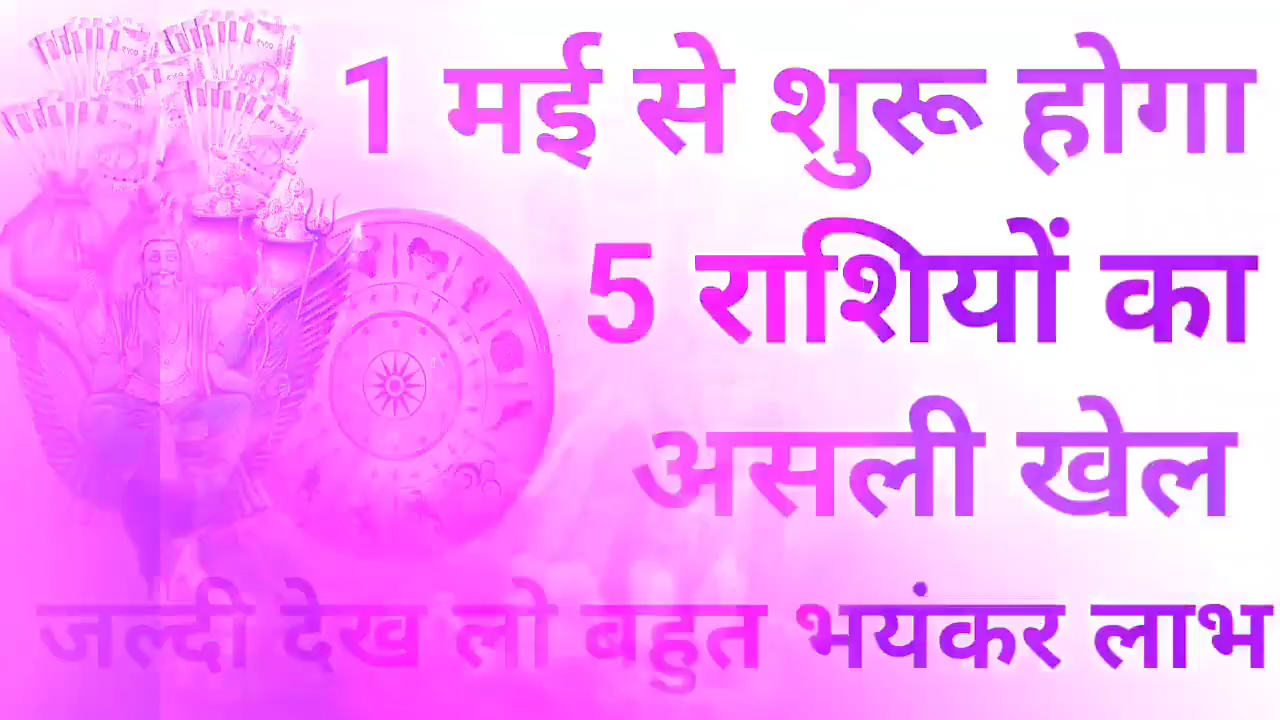 1 मई से शुरू होगा
5 राशियों का
असली खेल
जल्दी देख लो बहुत भयंकर लाभ